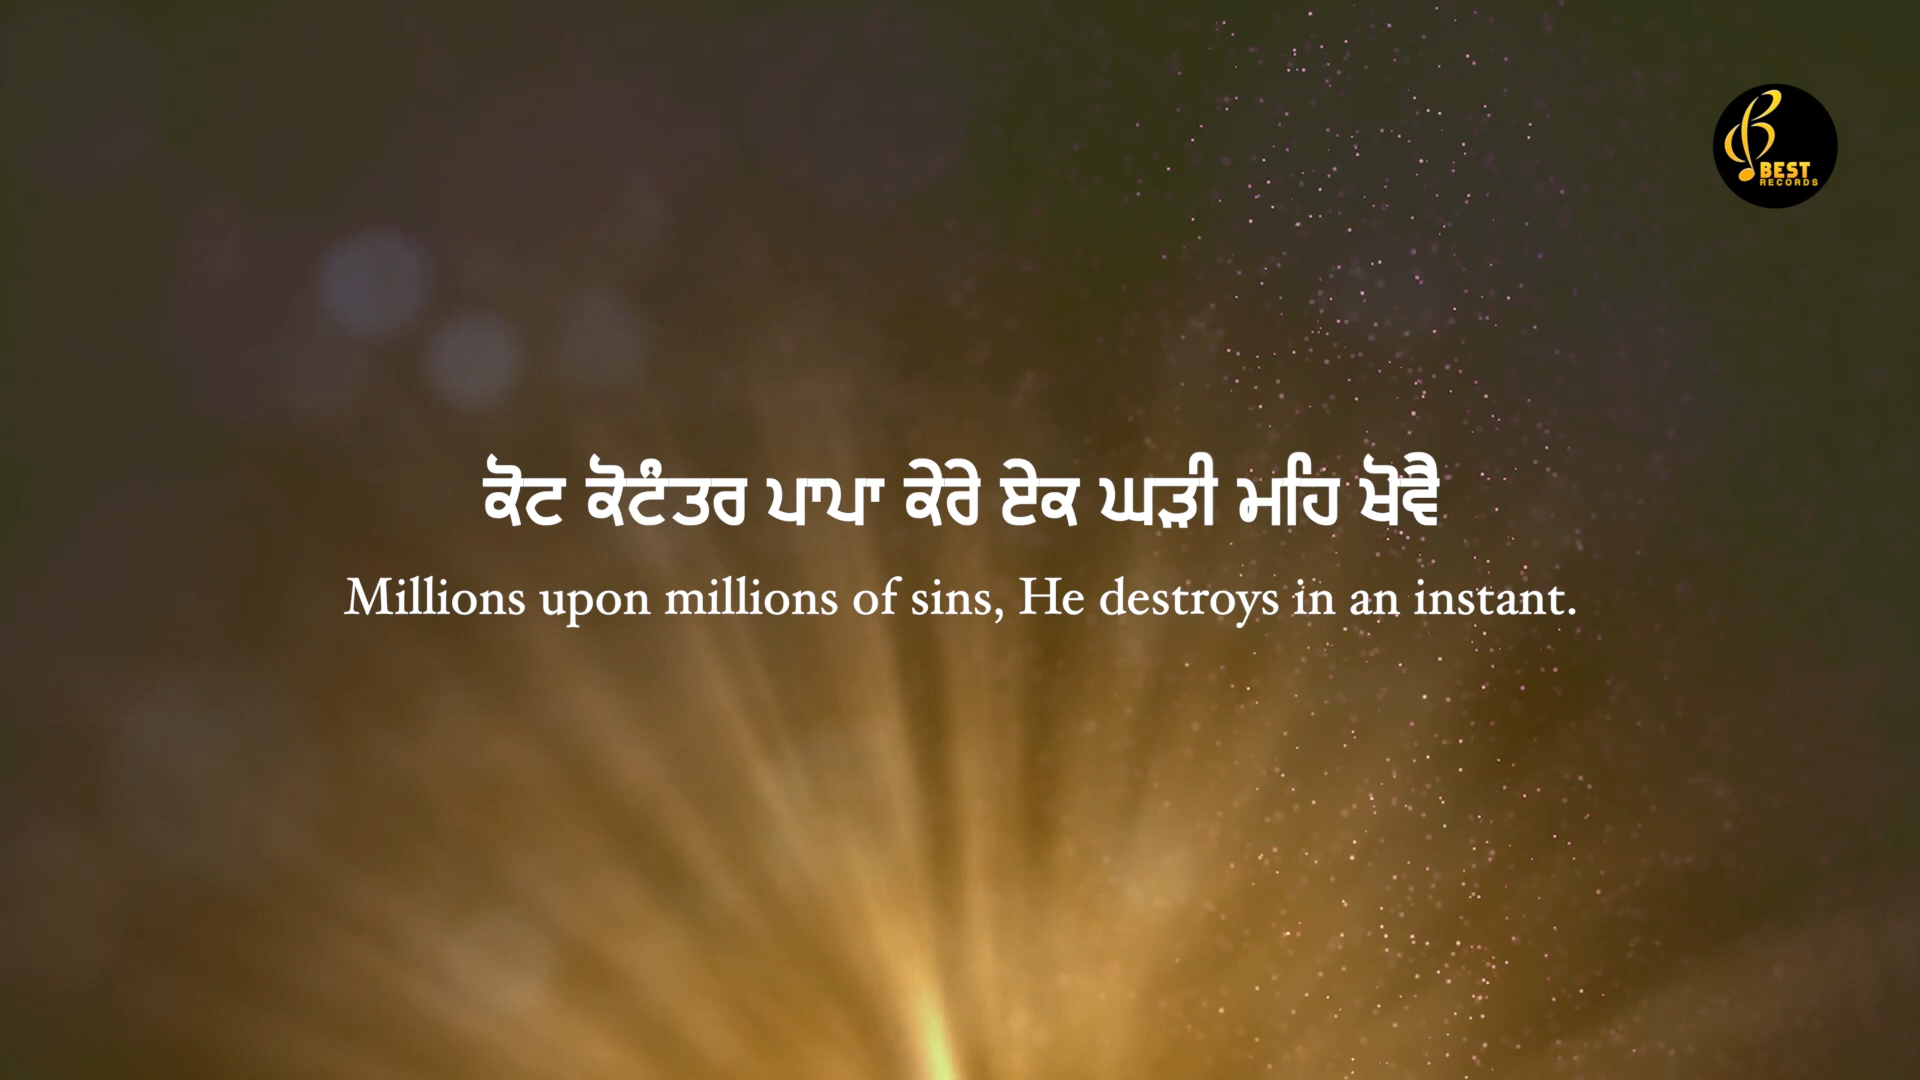 BEST
RECORDS
ਕੋਟ ਕੋਟੰਤਰ ਪਾਪਾ ਕੇਰੇ ਏਕ ਘੜੀ ਮਹਿ ਖੋਵੈ
Millions upon millions of sins, He destroys in an instant.